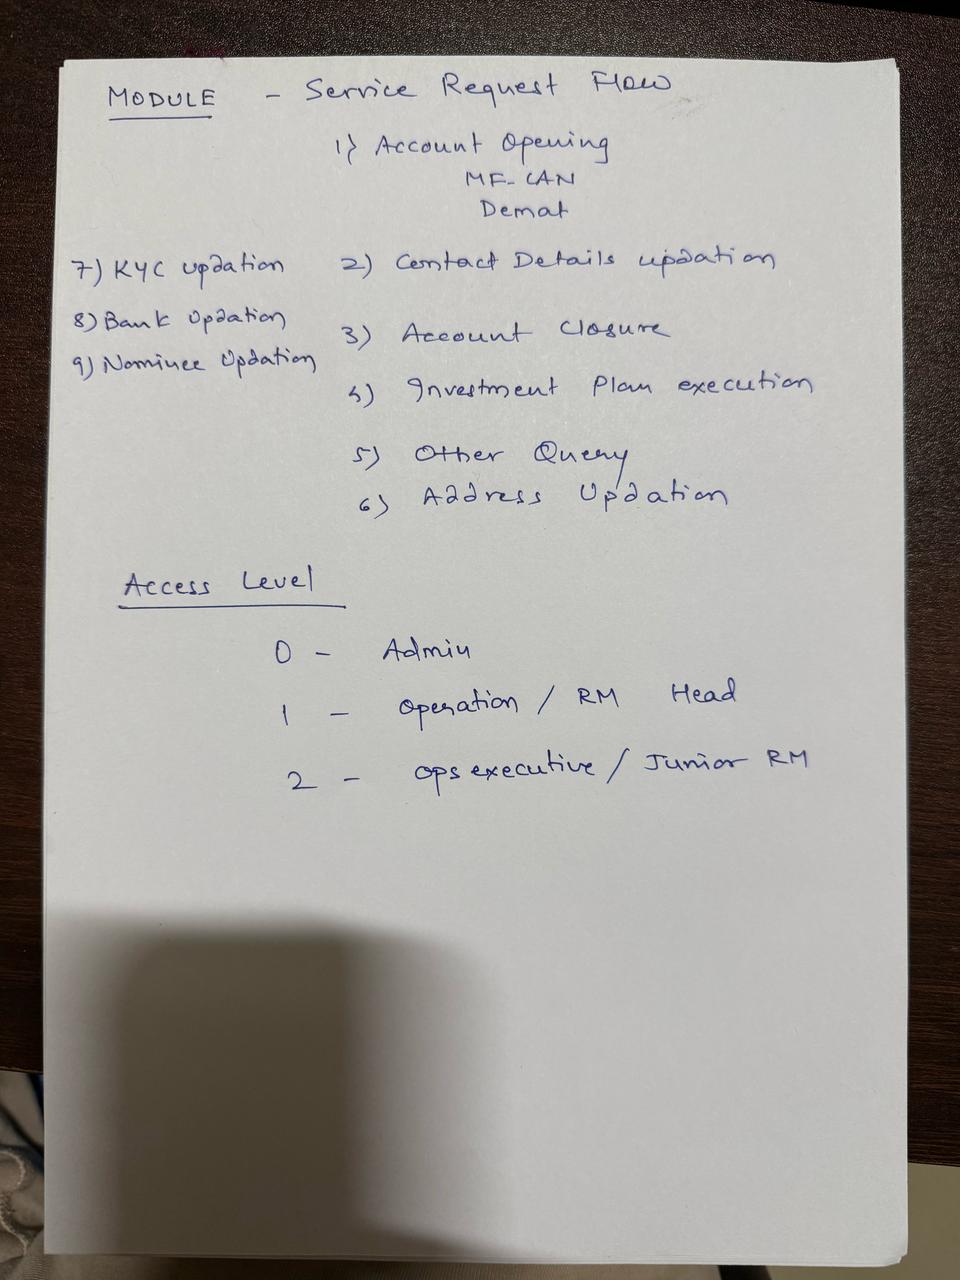 MODULE - Service Request Flow
1) Account Opening
MF-CAN
Demat
2) Contact Details updation
3) Account Closure
4) Investment Plan execution
5) Other Query
6) Address Updation
7) KYC updation
8) Bank Updation
9) Nominee Updation
Access Level
0 - Admin
1 - Operation / RM Head
2 - Ops executive / Junior RM